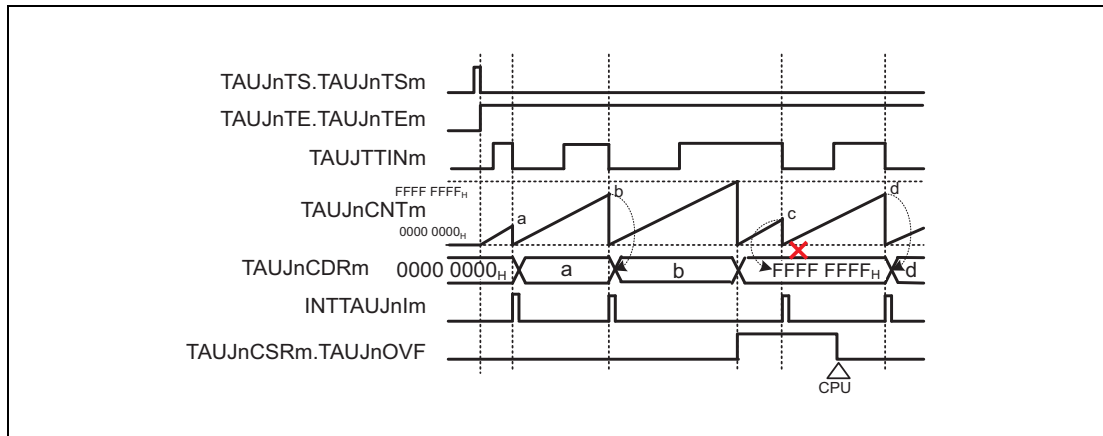 TAUJnTS.TAUJnTSm
TAUJnTE.TAUJnTEm
TAUJTTINm
FFFF FFFFH
TAUJnCNTm
0000 0000H
a
b
c
d
TAUJnCDRm
0000 0000H
a
b
FFFF FFFFH
d
INTTAUJnIm
TAUJnCSRm.TAUJnOVF
CPU